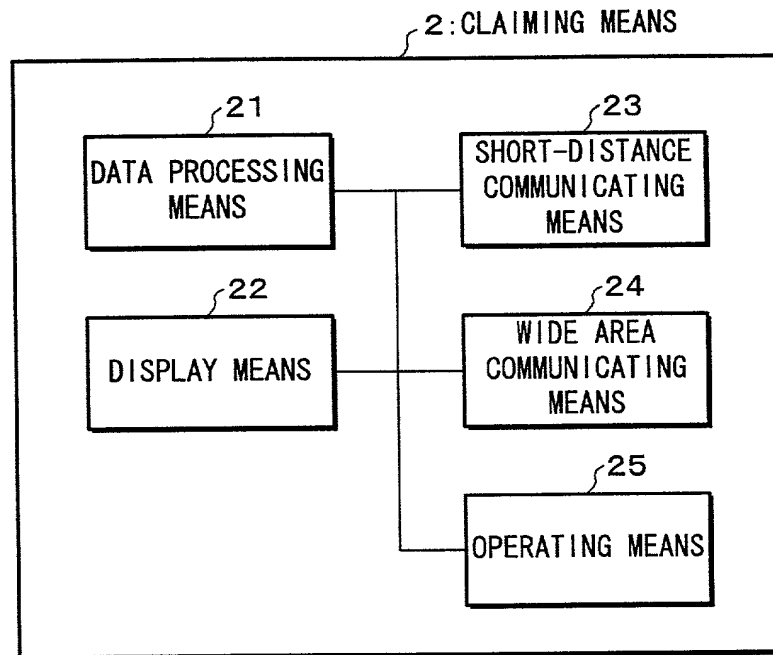 2:CLAIMING MEANS
21
DATA PROCESSING
MEANS
22
DISPLAY MEANS
23
SHORT-DISTANCE
COMMUNICATING
MEANS
24
WIDE AREA
COMMUNICATING
MEANS
25
OPERATING MEANS